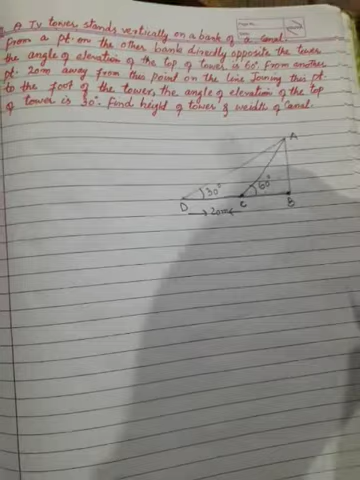 Q. A TV tower stands vertically on a bank of a canal.
from a pt. on the other bank directly opposite the tower
the angle of elevation of the top of tower is 60°. From another
pt. 20m away from this point on the line Joining this pt.
to the foot of the tower, the angle of elevation of the top
of tower is 30°. find height of tower & weidth of canal.
A
30° 60°
D C B
20m